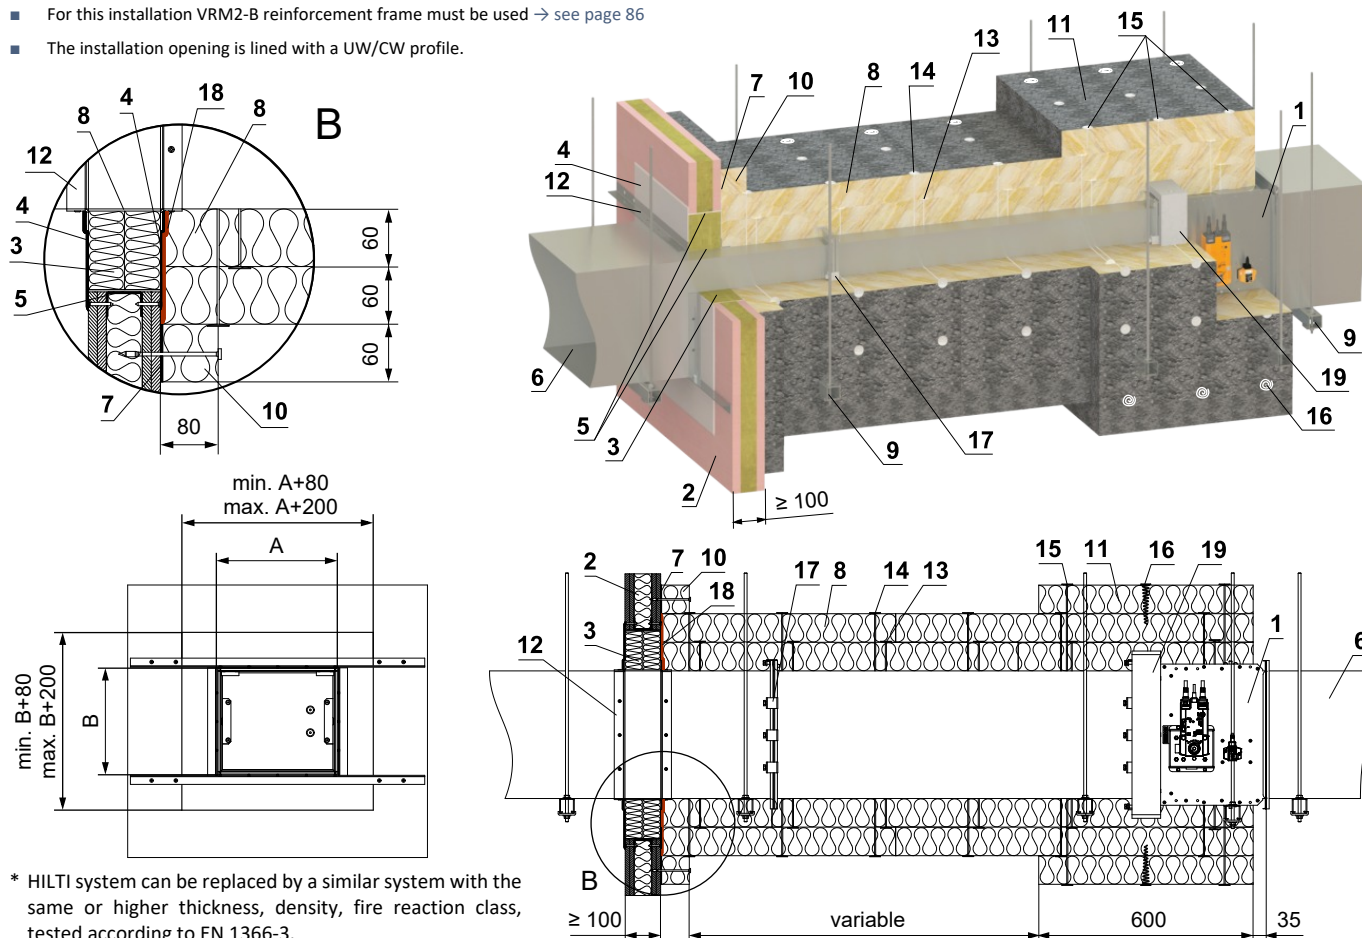 ■ For this installation VRM2-B reinforcement frame must be used → see page 86
■ The installation opening is lined with a UW/CW profile.
8 4 18 8 B
12
4
3
5
7 10
60
60
60
80
11 15
13
14
8
10
7
1
4
12
6
5
3
2
9
17
16
19
9
≥ 100
min. A+80
max. A+200
A
min. B+80
max. B+200
B
2 7 10 17 8 14 13 15 11 16 19
18
3
12
1
6
B
≥ 100 variable 600 35
* HILTI system can be replaced by a similar system with the
same or higher thickness, density, fire reaction class,
tested according to EN 1366-3.